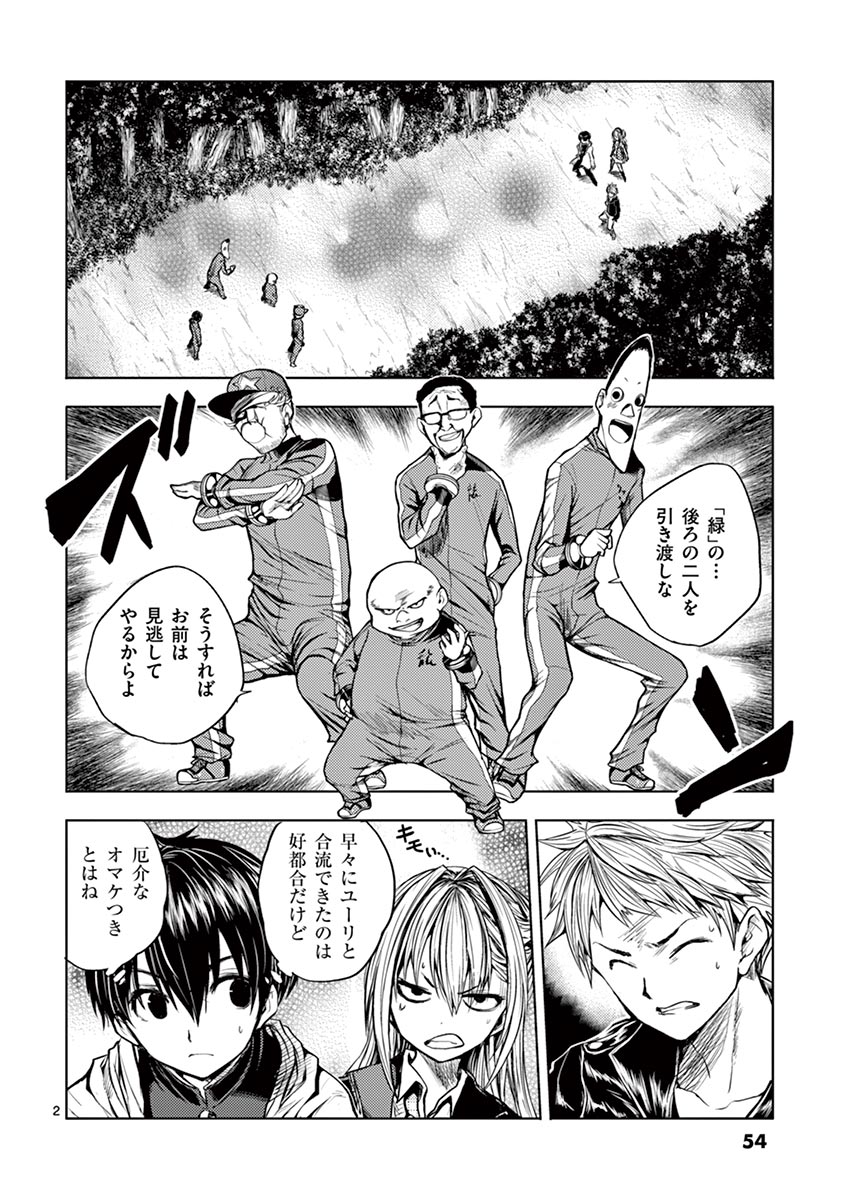 「緑」の…
後ろの二人を
引き渡しな
そうすれば
お前は
見逃して
やるからよ
ズーン
キモい…
早々にユーリと
合流できたのは
好都合だけど
厄介な
オマケつき
とはね
2
54